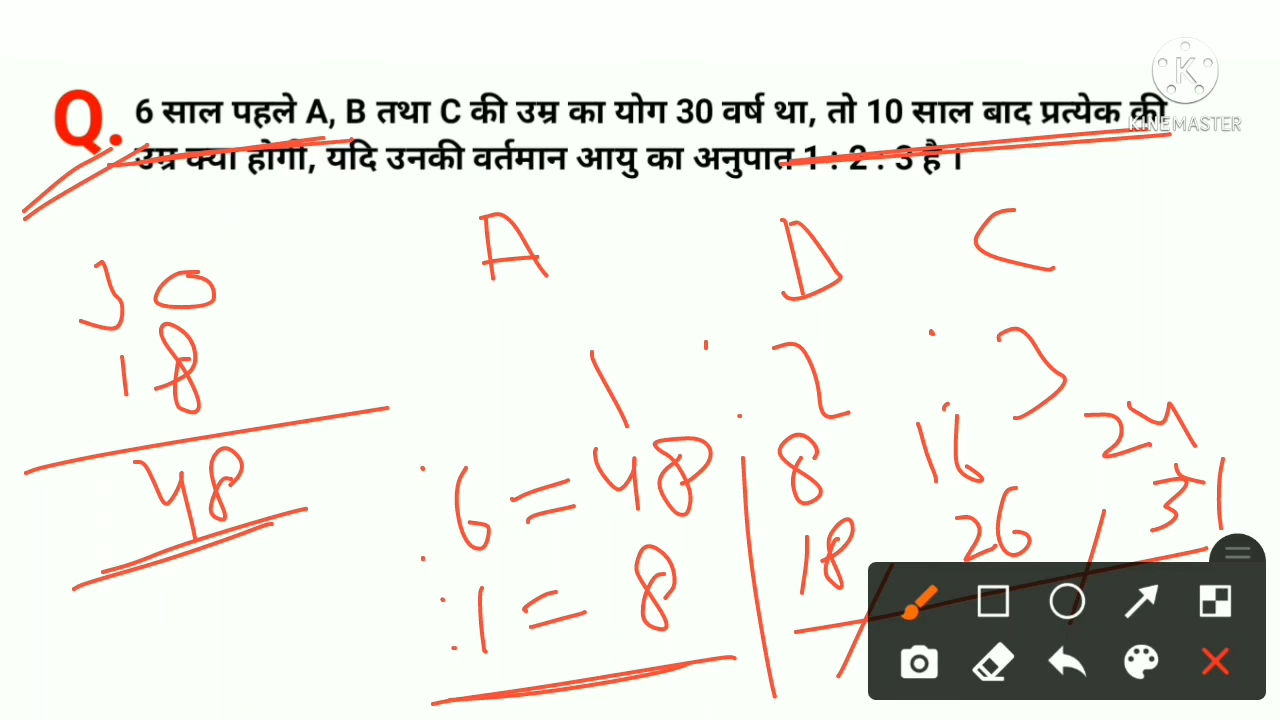 Q. 6 साल पहले A, B तथा C की उम्र का योग 30 वर्ष था, तो 10 साल बाद प्रत्येक की
उम्र क्या होगी, यदि उनकी वर्तमान आयु का अनुपात 1 : 2 : 3 है ।
K
KINEMASTER
A B C
30
18
48
1 : 2 : 3
6 = 48
1 = 8
8 16 24
18 26